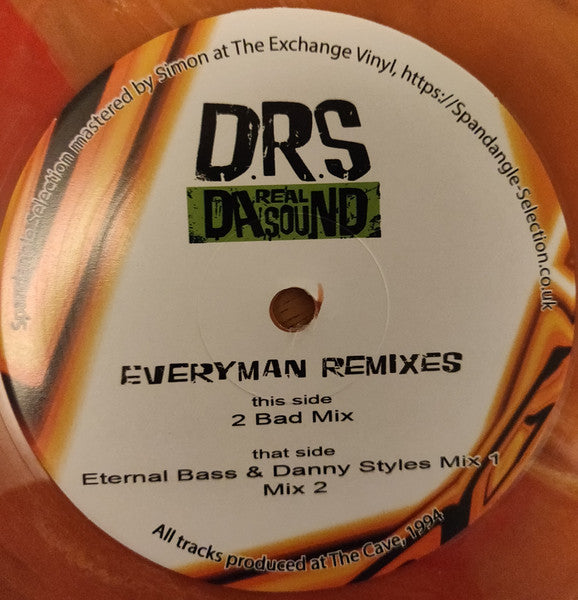 Spandangle-Selection mastered by Simon at The Exchange Vinyl, https://Spandangle-Selection.co.uk
D.R.S
DA REAL SOUND
EVERYMAN REMIXES
this side
2 Bad Mix
that side
Eternal Bass & Danny Styles Mix 1
Mix 2
All tracks produced at The Cave, 1994